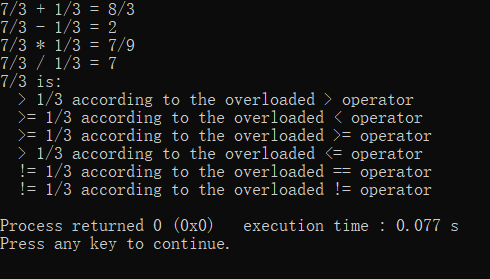 7/3 + 1/3 = 8/3
7/3 - 1/3 = 2
7/3 * 1/3 = 7/9
7/3 / 1/3 = 7
7/3 is:
  > 1/3 according to the overloaded > operator
  >= 1/3 according to the overloaded < operator
  >= 1/3 according to the overloaded >= operator
  > 1/3 according to the overloaded <= operator
  != 1/3 according to the overloaded == operator
  != 1/3 according to the overloaded != operator

Process returned 0 (0x0)   execution time : 0.077 s
Press any key to continue.